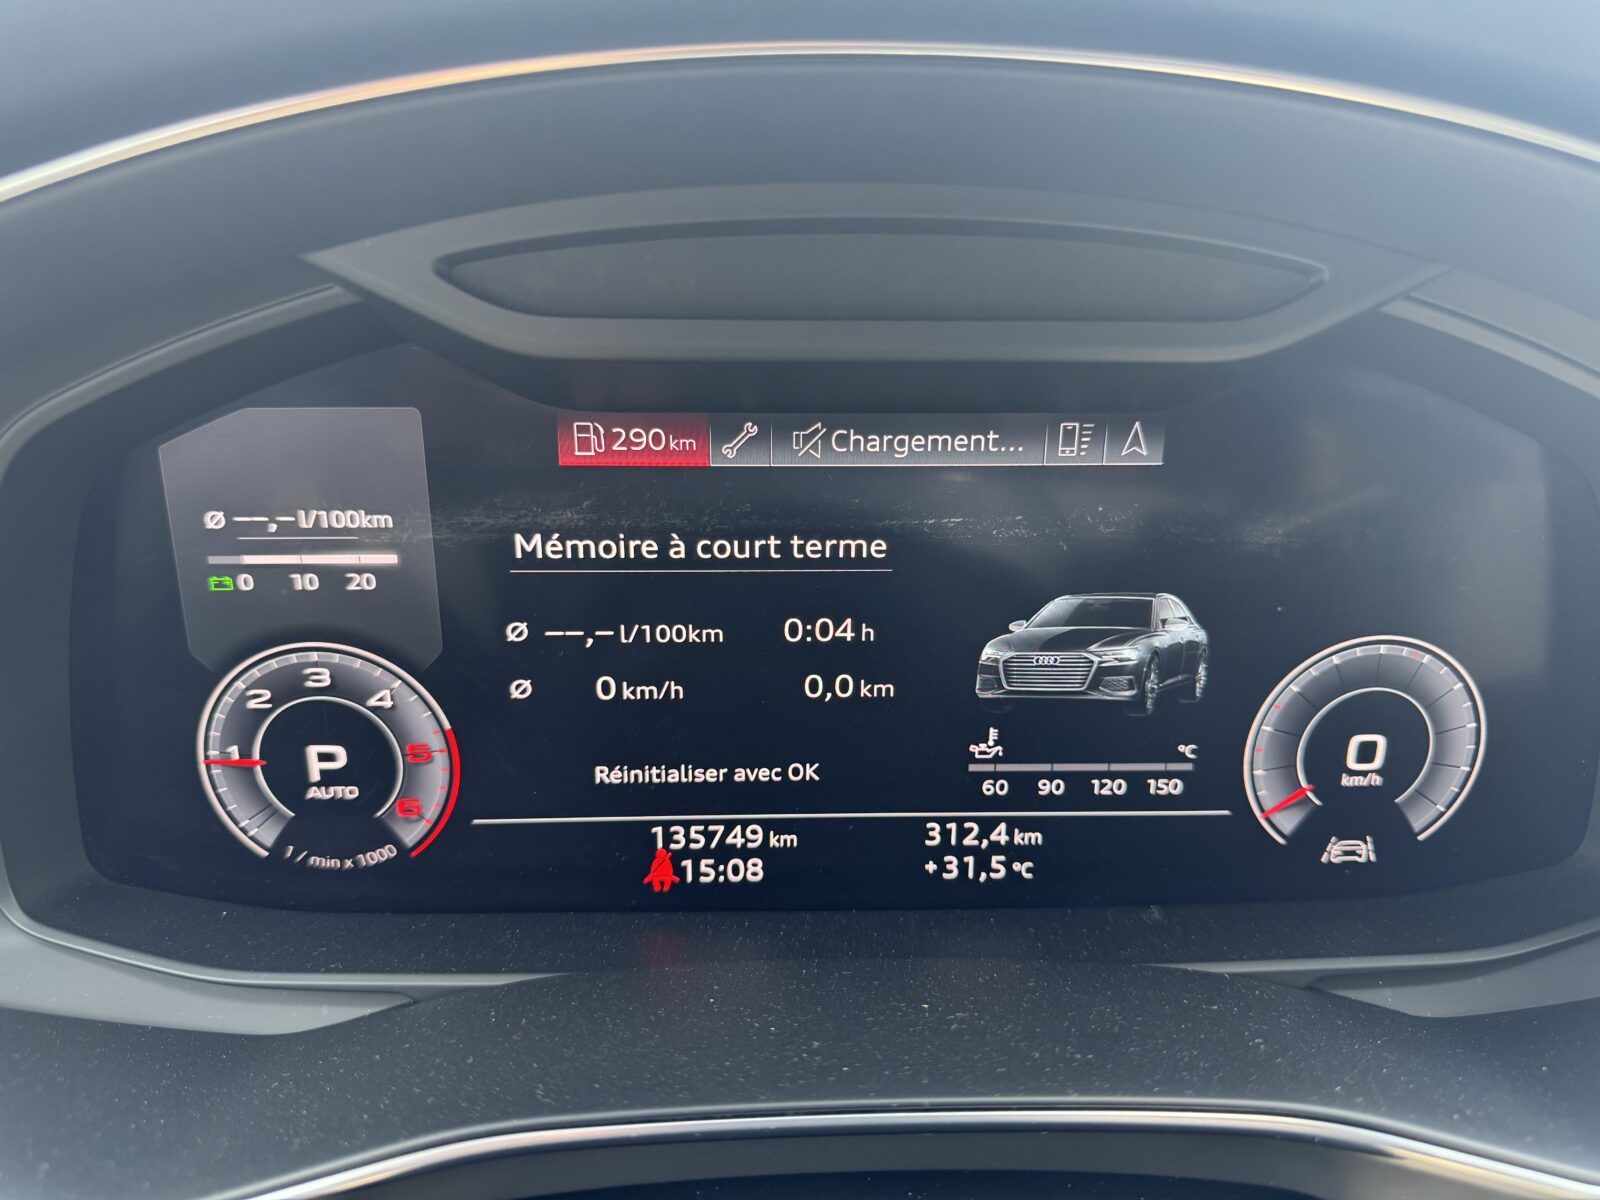 290 km Chargement...
Ø --,- l/100km
0 10 20
Mémoire à court terme
Ø --,- l/100km 0:04 h
Ø 0 km/h 0,0 km
Réinitialiser avec OK
°C
60 90 120 150
1 2 3 4 5 6
P
AUTO
1 / min x 1000
0
km/h
135749 km 312,4 km
15:08 +31,5 °C